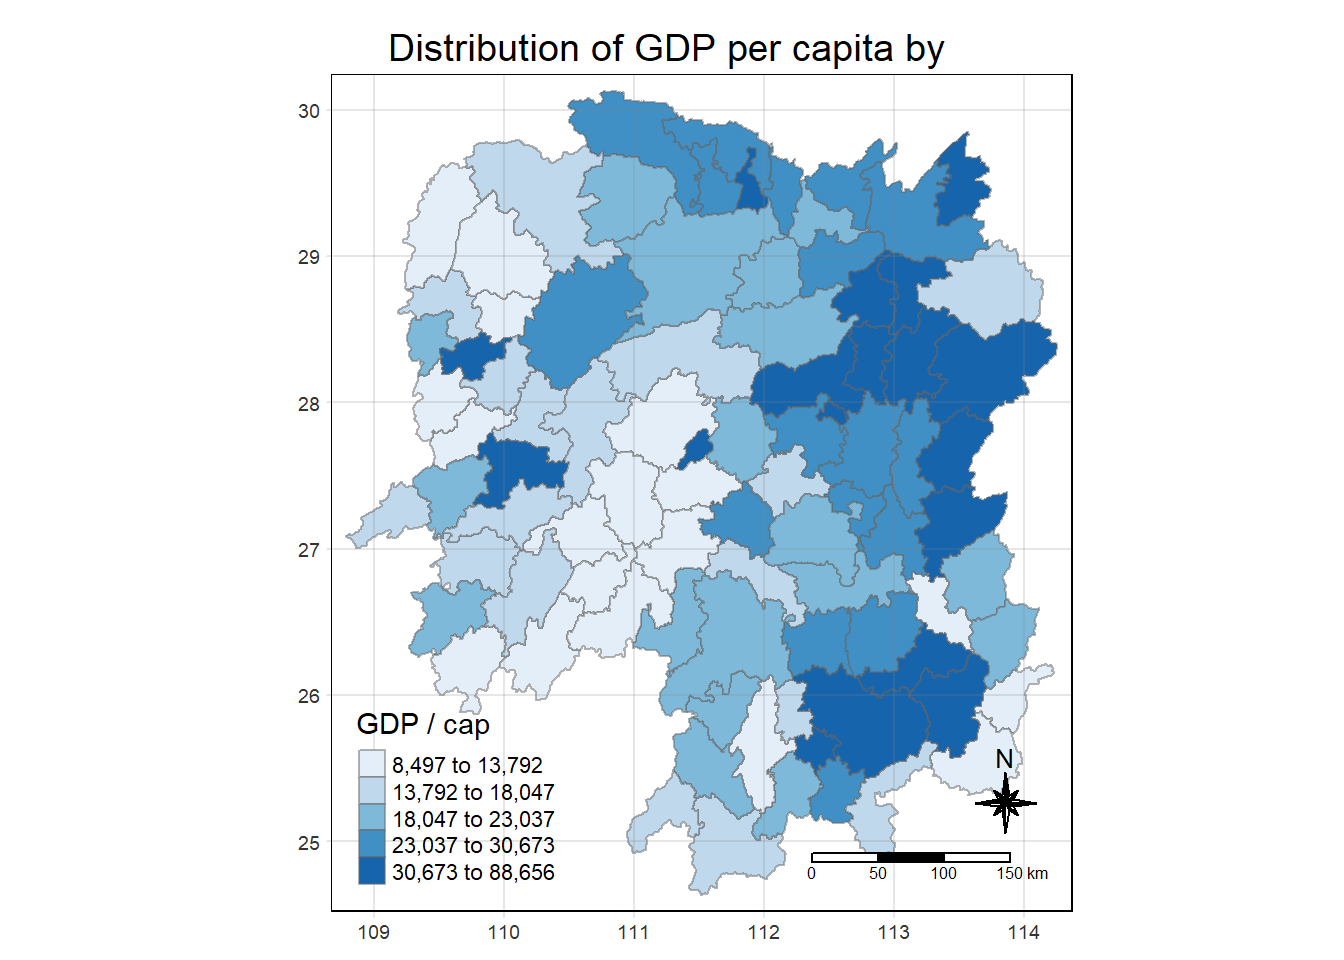 Distribution of GDP per capita by
30
29
28
27
26
25
GDP / cap
8,497 to 13,792
13,792 to 18,047
18,047 to 23,037
23,037 to 30,673
30,673 to 88,656
N
0 50 100 150 km
109 110 111 112 113 114